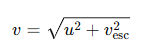 v = √(u² + v²_esc)